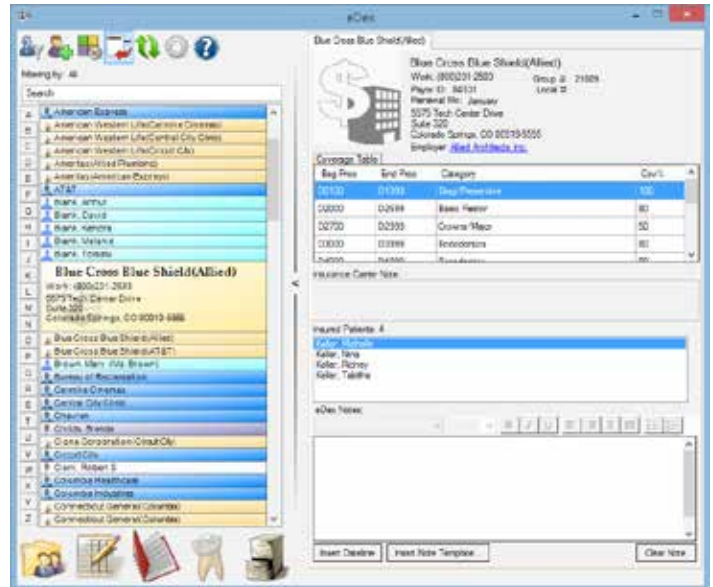 eDex
Filtering by: All
Search
American Express
American Western Life(Carmine Cinemas)
American Western Life(Central City Clinic)
American Western Life(Circuit City)
Ameritas(Allied Plumbing)
Ameritas(American Express)
AT&T
Blank, Arthur
Blank, David
Blank, Kendra
Blank, Melanie
Blank, Tommy
Blue Cross Blue Shield(Allied)
Work: (800)231-2593
5575 Tech Center Drive
Suite 320
Colorado Springs, CO 80919-5555
Blue Cross Blue Shield(Allied)
Blue Cross Blue Shield(AT&T)
Brown, Mary (Ms. Brown)
Bureau of Reclamation
Carmike Cinemas
Central City Clinic
Chevron
Childs, Brenda
Cigna Corporation(Circuit City)
Circuit City
Clark, Robert S
Columbia Healthcare
Columbia Industries
Connecticut General(Columbia)
Connecticut General(Columbia)
A
B
C
D
E
F
G
H
I
J
K
L
M
N
O
P
Q
R
S
T
U
V
W
X
Y
Z
Blue Cross Blue Shield(Allied)
Blue Cross Blue Shield(Allied)
Work: (800)231-2593 Group #: 21089
Payor ID: 84101 Local #:
Renewal Mo: January
5575 Tech Center Drive
Suite 320
Colorado Springs, CO 80919-5555
Employer: Allied Architects, Inc.
Coverage Table
Beg Proc End Proc Category Cov%
D0100 D1999 Diag/Preventive 100
D2000 D2699 Basic Restor 80
D2700 D2999 Crowns/Major 50
D3000 D3999 Endodontics 80
Insurance Carrier Note
Insured Patients: 4
Keller, Michelle
Keller, Nina
Keller, Richey
Keller, Tabitha
eDex Notes:
B I U
Insert Dateline Insert Note Template... Clear Note